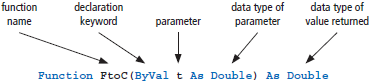 function declaration data type of data type of
name keyword parameter parameter value returned
Function FtoC(ByVal t As Double) As Double